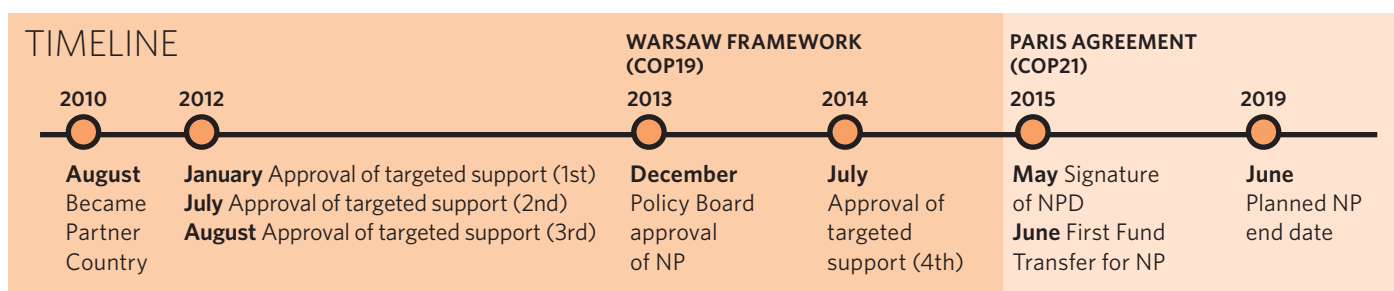 TIMELINE
WARSAW FRAMEWORK
(COP19)
PARIS AGREEMENT
(COP21)
2010
2012
2013
2014
2015
2019
August
Became
Partner
Country
January Approval of targeted support (1st)
July Approval of targeted support (2nd)
August Approval of targeted support (3rd)
December
Policy Board
approval
of NP
July
Approval of
targeted
support (4th)
May Signature
of NPD
June First Fund
Transfer for NP
June
Planned NP
end date